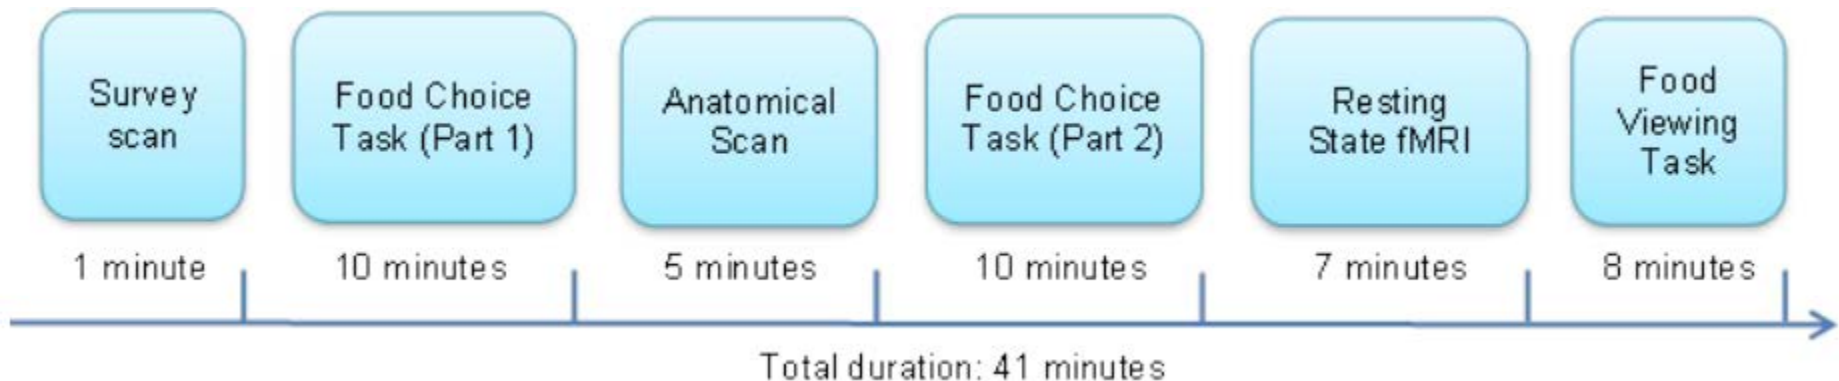 Survey
scan
Food Choice
Task (Part 1)
Anatomical
Scan
Food Choice
Task (Part 2)
Resting
State fMRI
Food
Viewing
Task
1 minute
10 minutes
5 minutes
10 minutes
7 minutes
8 minutes
Total duration: 41 minutes